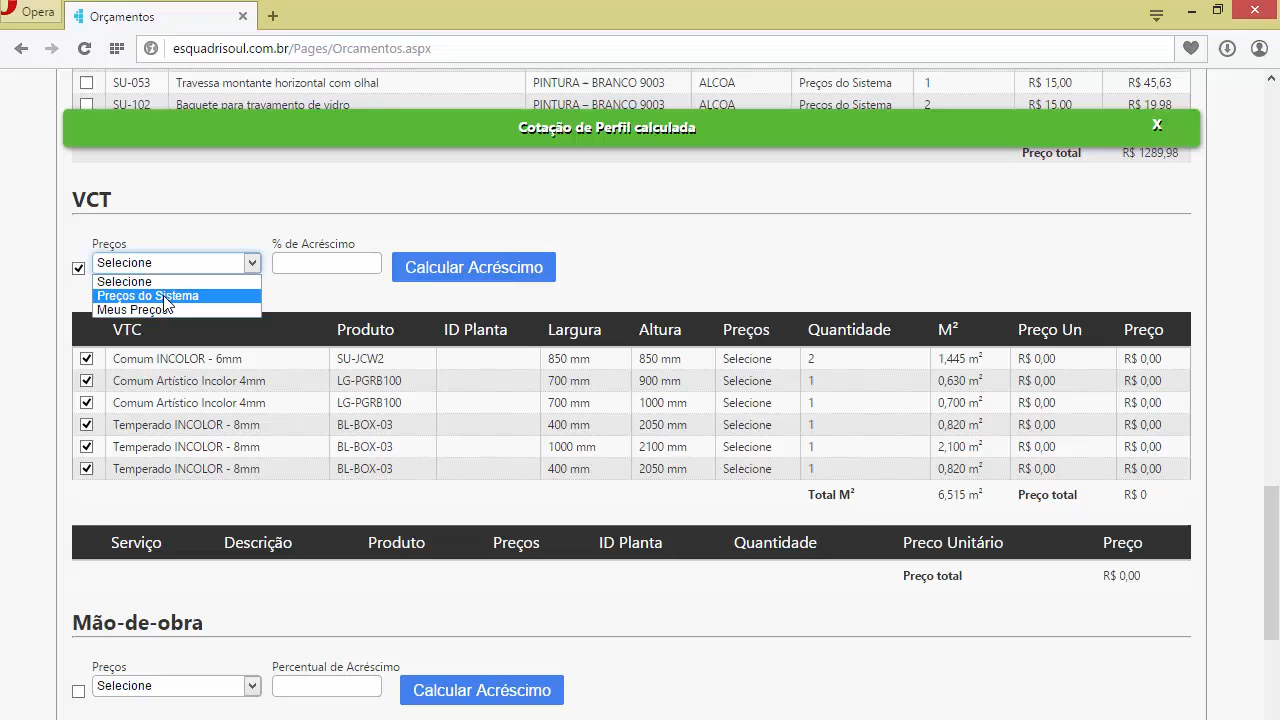 Opera
Orçamentos
esquadrisoul.com.br/Pages/Orcamentos.aspx
SU-053 Travessa montante horizontal com olhal PINTURA – BRANCO 9003 ALCOA Preços do Sistema 1 R$ 15,00 R$ 45,63
SU-102 Baquete para travamento de vidro PINTURA – BRANCO 9003 ALCOA Preços do Sistema 2 R$ 15,00 R$ 19,98
Cotação de Perfil calculada X
Preço total R$ 1289,98
VCT
Preços % de Acréscimo
Selecione Calcular Acréscimo
Selecione
Preços do Sistema
Meus Preços
VTC Produto ID Planta Largura Altura Preços Quantidade M² Preço Un Preço
Comum INCOLOR - 6mm SU-JCW2 850 mm 850 mm Selecione 2 1,445 m² R$ 0,00 R$ 0,00
Comum Artístico Incolor 4mm LG-PGRB100 700 mm 900 mm Selecione 1 0,630 m² R$ 0,00 R$ 0,00
Comum Artístico Incolor 4mm LG-PGRB100 700 mm 1000 mm Selecione 1 0,700 m² R$ 0,00 R$ 0,00
Temperado INCOLOR - 8mm BL-BOX-03 400 mm 2050 mm Selecione 1 0,820 m² R$ 0,00 R$ 0,00
Temperado INCOLOR - 8mm BL-BOX-03 1000 mm 2100 mm Selecione 1 2,100 m² R$ 0,00 R$ 0,00
Temperado INCOLOR - 8mm BL-BOX-03 400 mm 2050 mm Selecione 1 0,820 m² R$ 0,00 R$ 0,00
Total M² 6,515 m² Preço total R$ 0
Serviço Descrição Produto Preços ID Planta Quantidade Preco Unitário Preço
Preço total R$ 0,00
Mão-de-obra
Preços Percentual de Acréscimo
Selecione Calcular Acréscimo